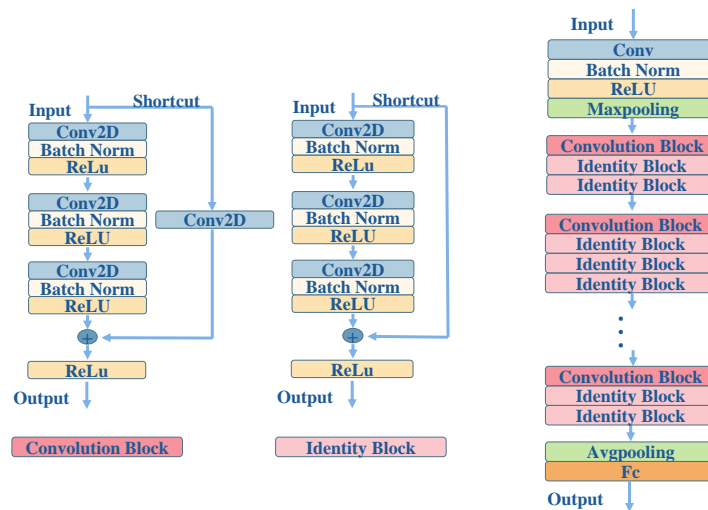 Input
Shortcut
Conv2D
Batch Norm
ReLu
Conv2D
Batch Norm
ReLU
Conv2D
Conv2D
Batch Norm
ReLU
+
ReLu
Output
Convolution Block
Input
Shortcut
Conv2D
Batch Norm
ReLu
Conv2D
Batch Norm
ReLU
Conv2D
Batch Norm
ReLU
+
ReLu
Output
Identity Block
Input
Conv
Batch Norm
ReLU
Maxpooling
Convolution Block
Identity Block
Identity Block
Convolution Block
Identity Block
Identity Block
Identity Block
Convolution Block
Identity Block
Identity Block
Avgpooling
Fc
Output